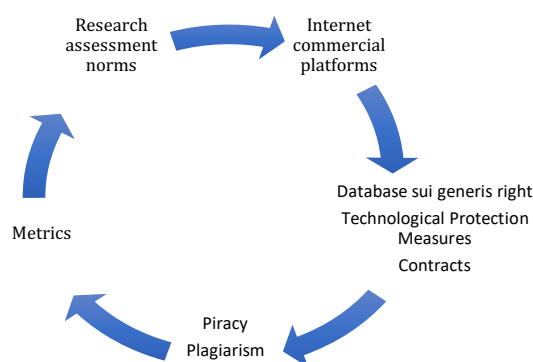 Research
assessment
norms
Internet
commercial
platforms
Database sui generis right
Technological Protection
Measures
Contracts
Piracy
Plagiarism
Metrics